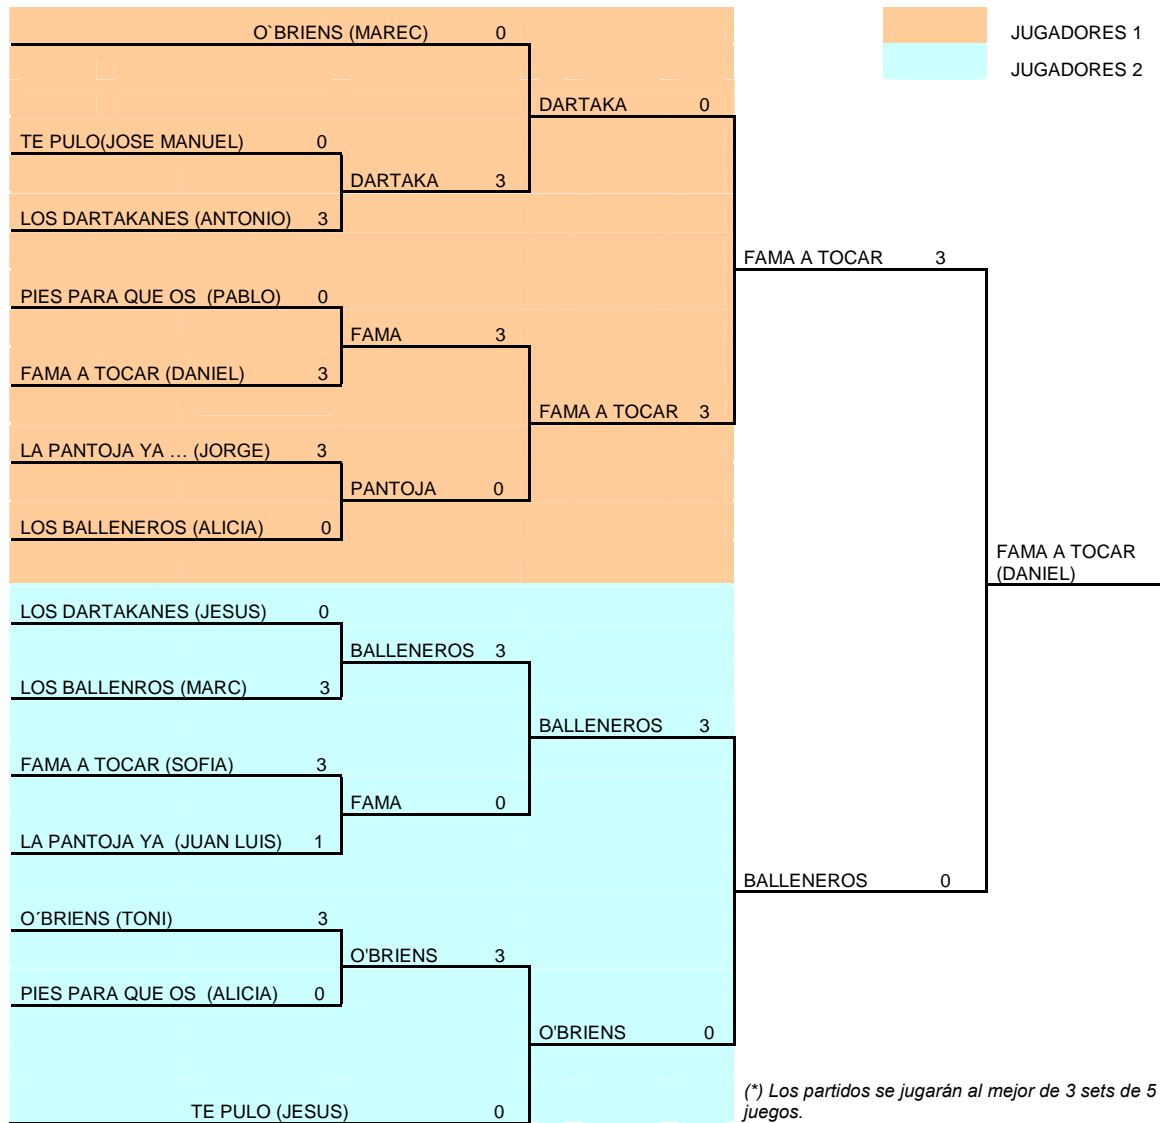 O`BRIENS (MAREC) 0
JUGADORES 1
JUGADORES 2
DARTAKA 0
TE PULO(JOSE MANUEL) 0
DARTAKA 3
LOS DARTAKANES (ANTONIO) 3
FAMA A TOCAR 3
PIES PARA QUE OS (PABLO) 0
FAMA 3
FAMA A TOCAR (DANIEL) 3
FAMA A TOCAR 3
LA PANTOJA YA ... (JORGE) 3
PANTOJA 0
LOS BALLENEROS (ALICIA) 0
FAMA A TOCAR
(DANIEL)
LOS DARTAKANES (JESUS) 0
BALLENEROS 3
LOS BALLENROS (MARC) 3
BALLENEROS 3
FAMA A TOCAR (SOFIA) 3
FAMA 0
LA PANTOJA YA (JUAN LUIS) 1
BALLENEROS 0
O´BRIENS (TONI) 3
O'BRIENS 3
PIES PARA QUE OS (ALICIA) 0
O'BRIENS 0
(*) Los partidos se jugarán al mejor de 3 sets de 5
juegos.
TE PULO (JESUS) 0